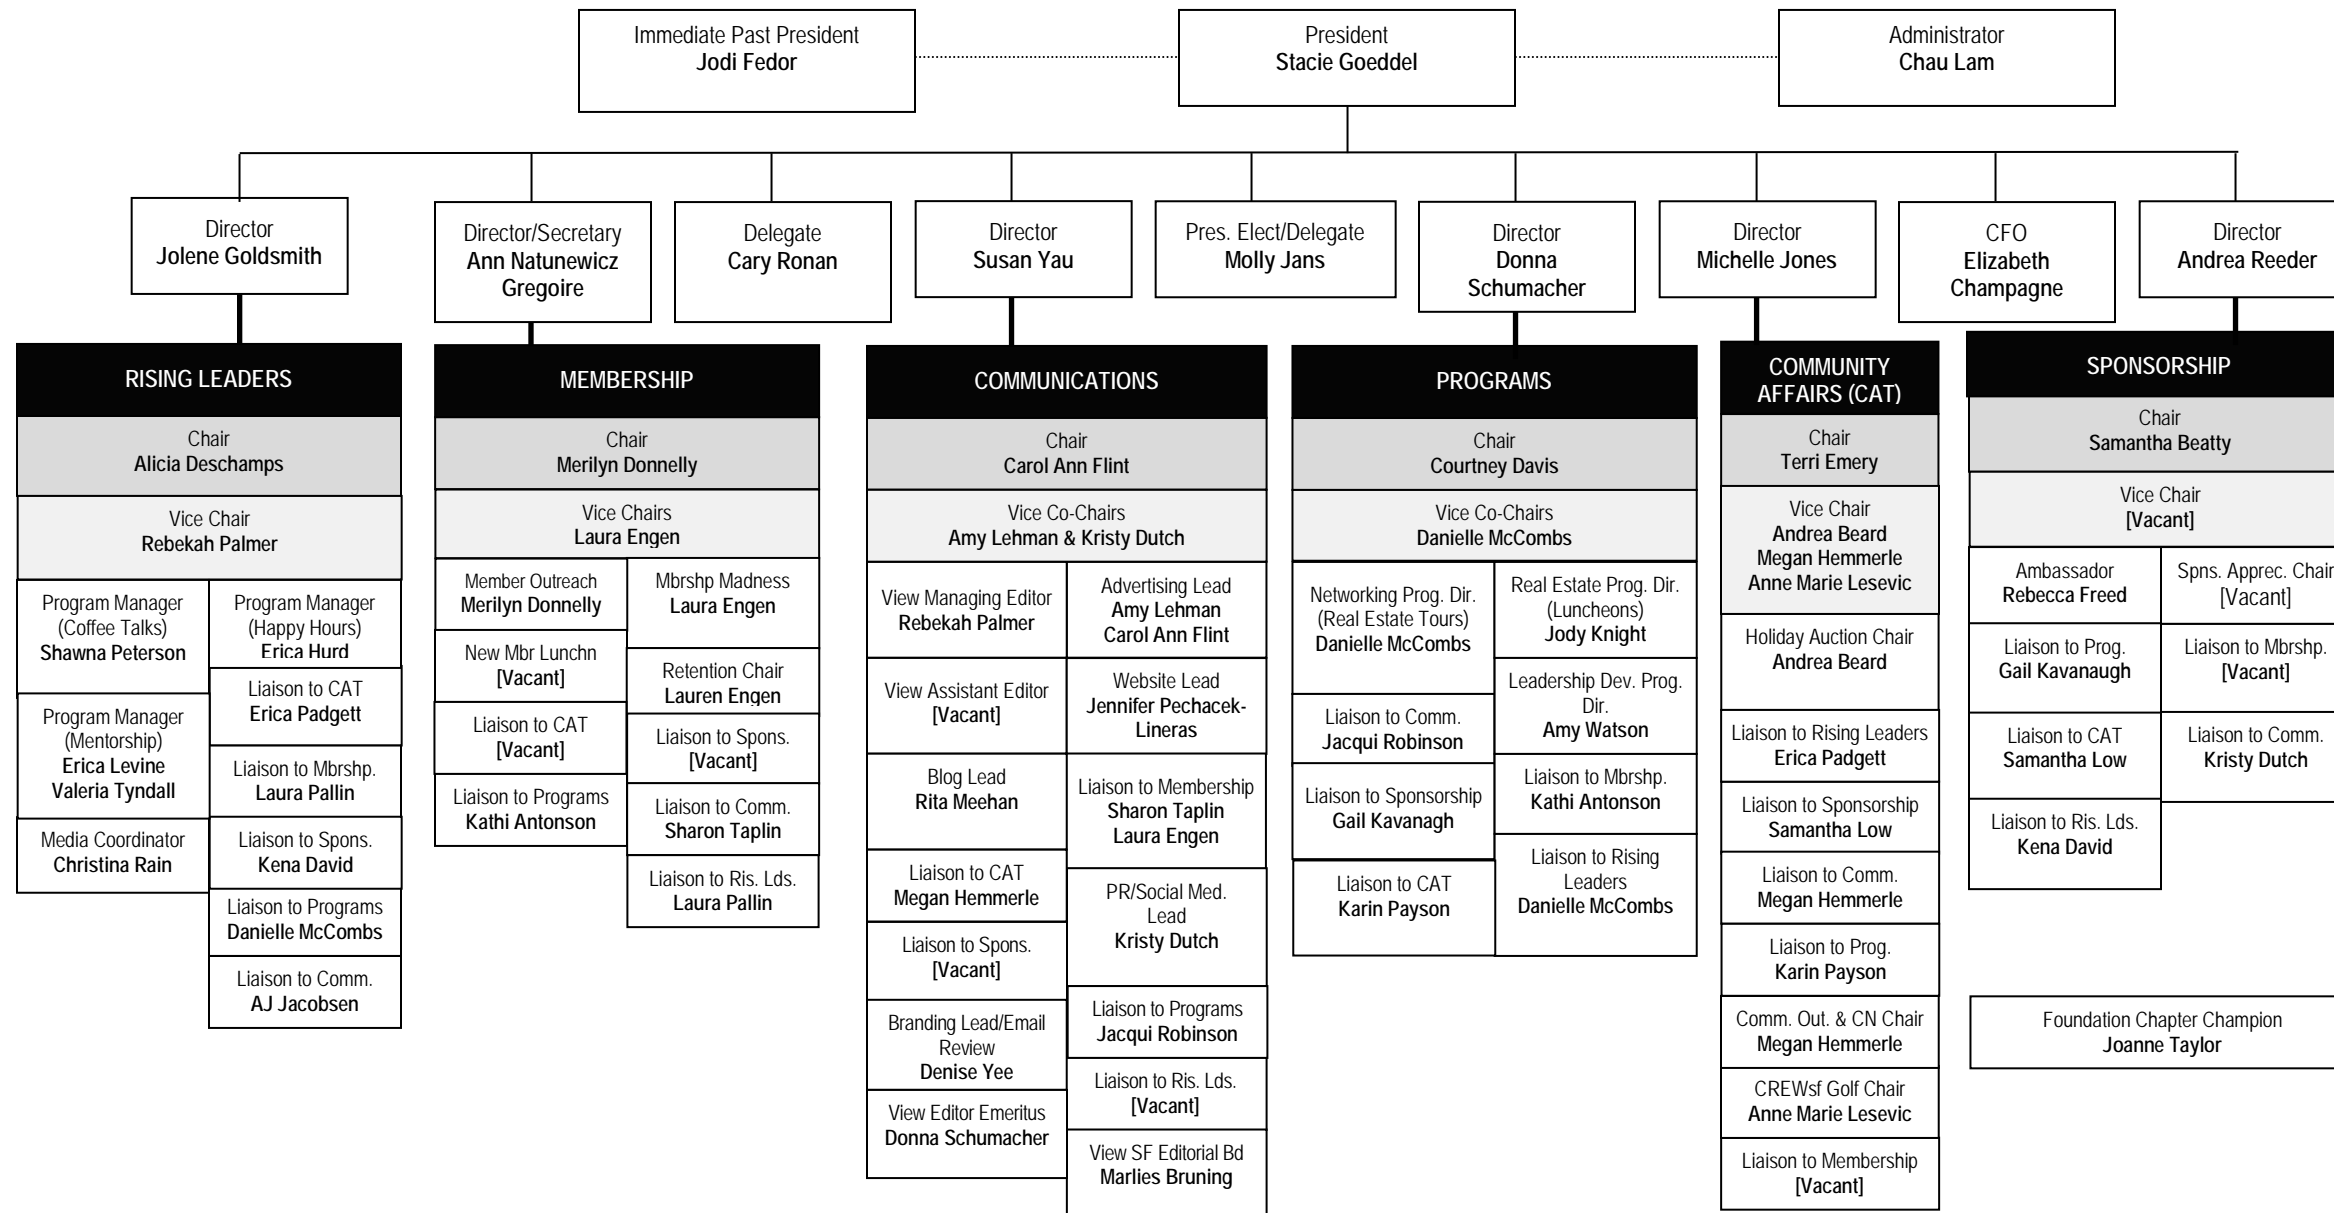 Immediate Past President
Jodi Fedor
President
Stacie Goeddel
Administrator
Chau Lam
Director
Jolene Goldsmith
Director/Secretary
Ann Natunewicz
Gregoire
Delegate
Cary Ronan
Director
Susan Yau
Pres. Elect/Delegate
Molly Jans
Director
Donna
Schumacher
Director
Michelle Jones
CFO
Elizabeth
Champagne
Director
Andrea Reeder
RISING LEADERS
Chair
Alicia Deschamps
Vice Chair
Rebekah Palmer
Program Manager
(Coffee Talks)
Shawna Peterson
Program Manager
(Mentorship)
Erica Levine
Valeria Tyndall
Media Coordinator
Christina Rain
Program Manager
(Happy Hours)
Erica Hurd
Liaison to CAT
Erica Padgett
Liaison to Mbrshp.
Laura Pallin
Liaison to Spons.
Kena David
Liaison to Programs
Danielle McCombs
Liaison to Comm.
AJ Jacobsen
MEMBERSHIP
Chair
Merilyn Donnelly
Vice Chairs
Laura Engen
Member Outreach
Merilyn Donnelly
New Mbr Lunchn
[Vacant]
Liaison to CAT
[Vacant]
Liaison to Programs
Kathi Antonson
Mbrshp Madness
Laura Engen
Retention Chair
Lauren Engen
Liaison to Spons.
[Vacant]
Liaison to Comm.
Sharon Taplin
Liaison to Ris. Lds.
Laura Pallin
COMMUNICATIONS
Chair
Carol Ann Flint
Vice Co-Chairs
Amy Lehman & Kristy Dutch
View Managing Editor
Rebekah Palmer
View Assistant Editor
[Vacant]
Blog Lead
Rita Meehan
Liaison to CAT
Megan Hemmerle
Liaison to Spons.
[Vacant]
Branding Lead/Email
Review
Denise Yee
View Editor Emeritus
Donna Schumacher
Advertising Lead
Amy Lehman
Carol Ann Flint
Website Lead
Jennifer Pechacek-
Lineras
Liaison to Membership
Sharon Taplin
Laura Engen
PR/Social Med.
Lead
Kristy Dutch
Liaison to Programs
Jacqui Robinson
Liaison to Ris. Lds.
[Vacant]
View SF Editorial Bd
Marlies Bruning
PROGRAMS
Chair
Courtney Davis
Vice Co-Chairs
Danielle McCombs
Networking Prog. Dir.
(Real Estate Tours)
Danielle McCombs
Liaison to Comm.
Jacqui Robinson
Liaison to Sponsorship
Gail Kavanagh
Liaison to CAT
Karin Payson
Real Estate Prog. Dir.
(Luncheons)
Jody Knight
Leadership Dev. Prog.
Dir.
Amy Watson
Liaison to Mbrshp.
Kathi Antonson
Liaison to Rising
Leaders
Danielle McCombs
COMMUNITY
AFFAIRS (CAT)
Chair
Terri Emery
Vice Chair
Andrea Beard
Megan Hemmerle
Anne Marie Lesevic
Holiday Auction Chair
Andrea Beard
Liaison to Rising Leaders
Erica Padgett
Liaison to Sponsorship
Samantha Low
Liaison to Comm.
Megan Hemmerle
Liaison to Prog.
Karin Payson
Comm. Out. & CN Chair
Megan Hemmerle
CREWsf Golf Chair
Anne Marie Lesevic
Liaison to Membership
[Vacant]
SPONSORSHIP
Chair
Samantha Beatty
Vice Chair
[Vacant]
Ambassador
Rebecca Freed
Liaison to Prog.
Gail Kavanaugh
Liaison to CAT
Samantha Low
Liaison to Ris. Lds.
Kena David
Spns. Apprec. Chair
[Vacant]
Liaison to Mbrshp.
[Vacant]
Liaison to Comm.
Kristy Dutch
Foundation Chapter Champion
Joanne Taylor